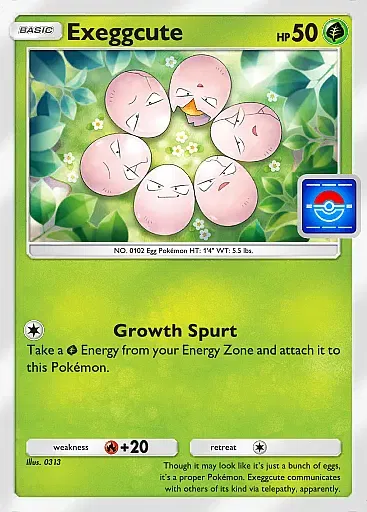 BASIC Exeggcute HP 50
NO. 0102 Egg Pokémon HT: 1'4" WT: 5.5 lbs.
Growth Spurt
Take a Energy from your Energy Zone and attach it to
this Pokémon.
weakness +20 retreat
Illus. 0313
Though it may look like it's just a bunch of eggs,
it's a proper Pokémon. Exeggcute communicates
with others of its kind via telepathy, apparently.